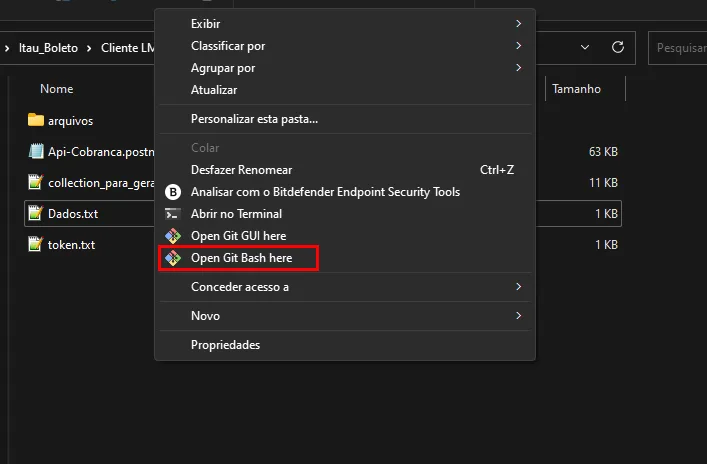 Exibir
Classificar por
Itau_Boleto
Cliente LM
Pesquisar
Agrupar por
Nome
Atualizar
Tamanho
arquivos
Personalizar esta pasta...
Api-Cobranca.postm
Colar
63 KB
Desfazer Renomear Ctrl+Z
collection_para_gera
B Analisar com o Bitdefender Endpoint Security Tools
11 KB
Dados.txt
Abrir no Terminal
1 KB
Open Git GUI here
token.txt
1 KB
Open Git Bash here
Conceder acesso a
Novo
Propriedades